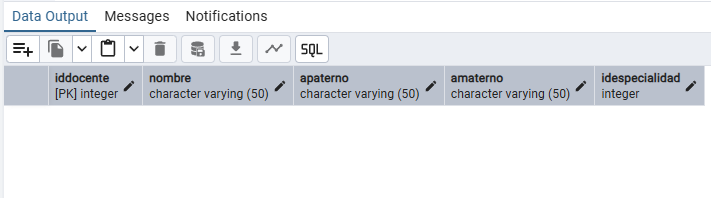 Data Output Messages Notifications
SQL
iddocente nombre apaterno amaterno idespecialidad
[PK] integer character varying (50) character varying (50) character varying (50) integer